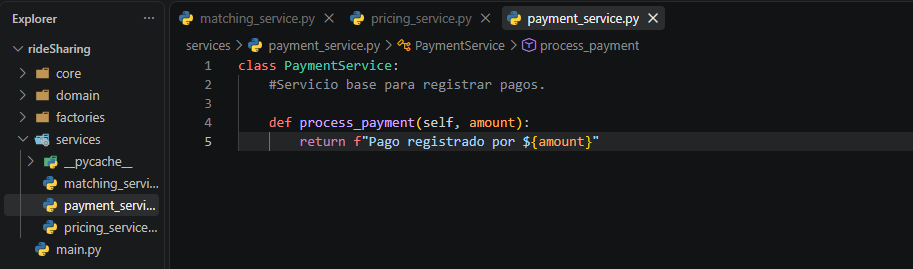 Explorer
rideSharing
core
domain
factories
services
__pycache__
matching_servi...
payment_servi...
pricing_service...
main.py
matching_service.py
pricing_service.py
payment_service.py
services > payment_service.py > PaymentService > process_payment
1 class PaymentService:
2 #Servicio base para registrar pagos.
3
4 def process_payment(self, amount):
5 return f"Pago registrado por ${amount}"